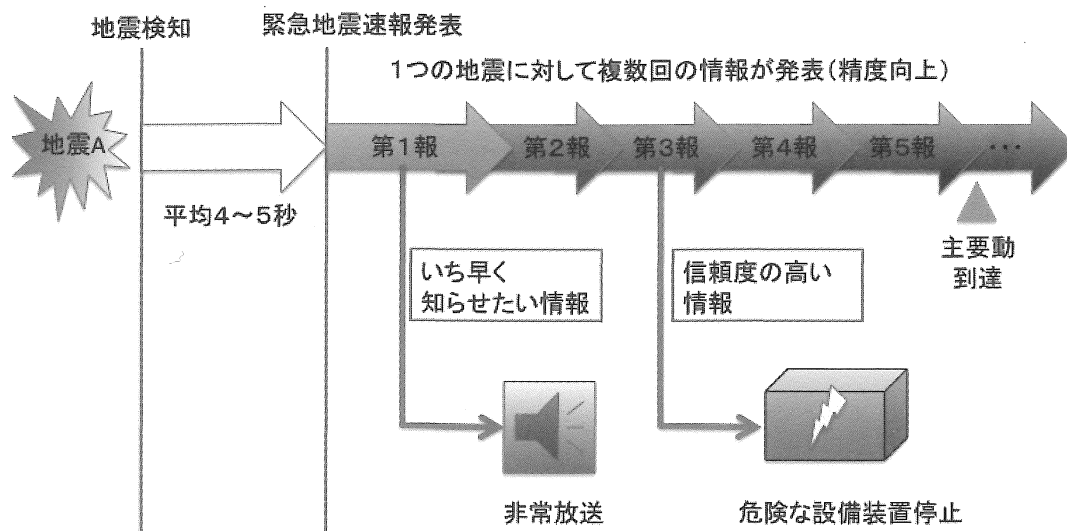 地震検知
緊急地震速報発表
1つの地震に対して複数回の情報が発表(精度向上)
地震A
第1報
第2報
第3報
第4報
第5報
・・・
平均4~5秒
主要動
到達
いち早く
知らせたい情報
信頼度の高い
情報
非常放送
危険な設備装置停止